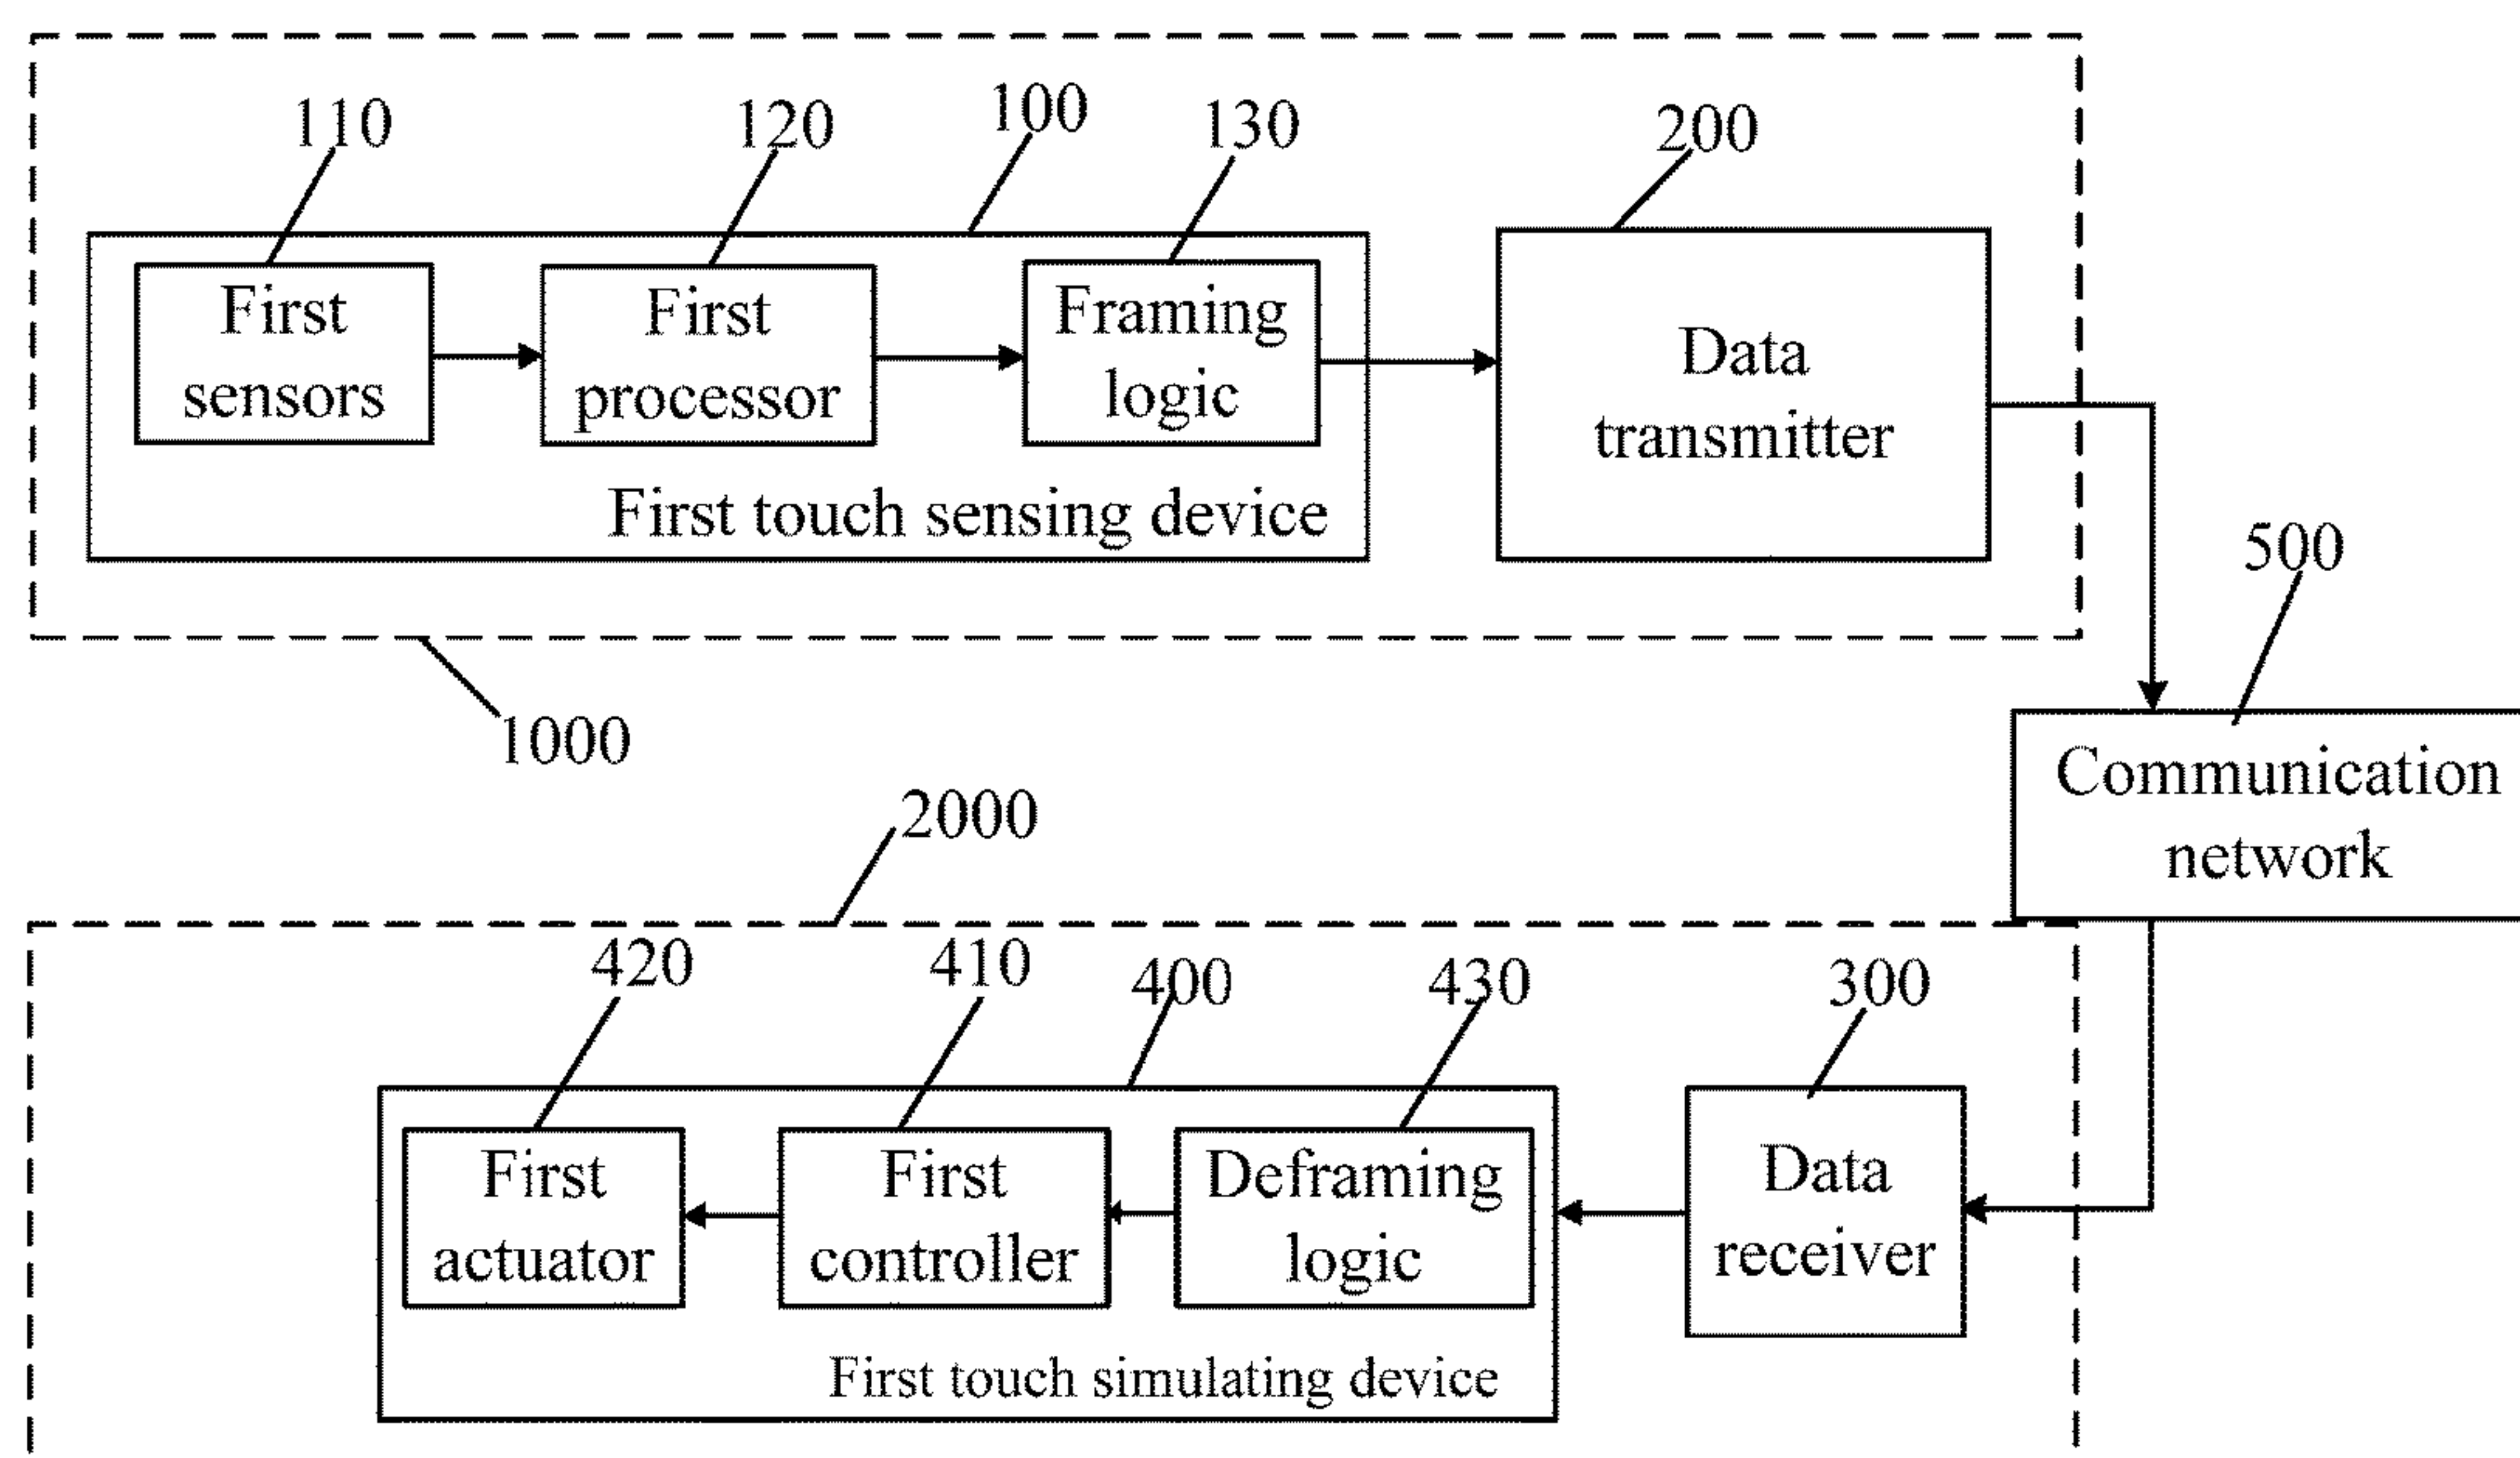 110
120
100
130
200
First
sensors
First
processor
Framing
logic
Data
transmitter
First touch sensing device
500
1000
Communication
network
2000
420
410
400
430
300
First
actuator
First
controller
Deframing
logic
Data
receiver
First touch simulating device